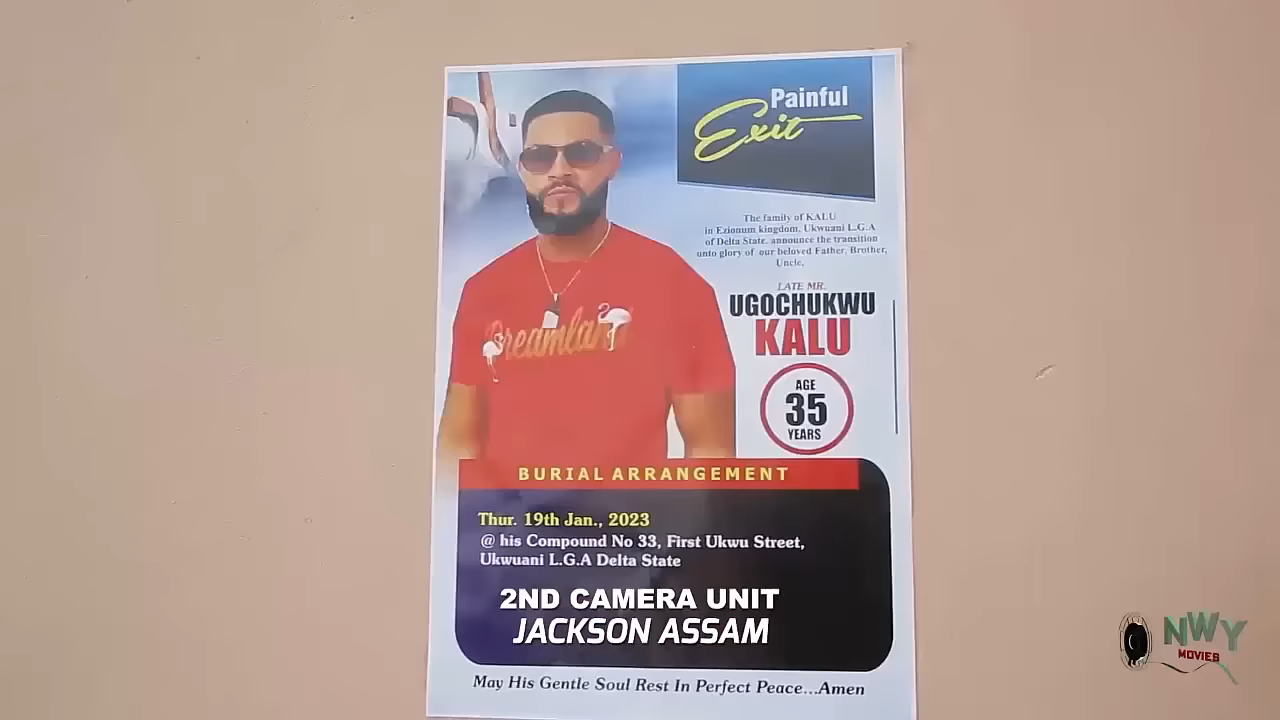 Painful
Exit
The family of KALU
in Ezionum kingdom, Ukwuani L.G.A
of Delta State, announce the transition
unto glory of our beloved Father, Brother,
Uncle,
LATE MR.
UGOCHUKWU
KALU
AGE
35
YEARS
Dreamland
BURIAL ARRANGEMENT
Thur. 19th Jan., 2023
@ his Compound No 33, First Ukwu Street,
Ukwuani L.G.A Delta State
2ND CAMERA UNIT
JACKSON ASSAM
May His Gentle Soul Rest In Perfect Peace...Amen
NWY
MOVIES